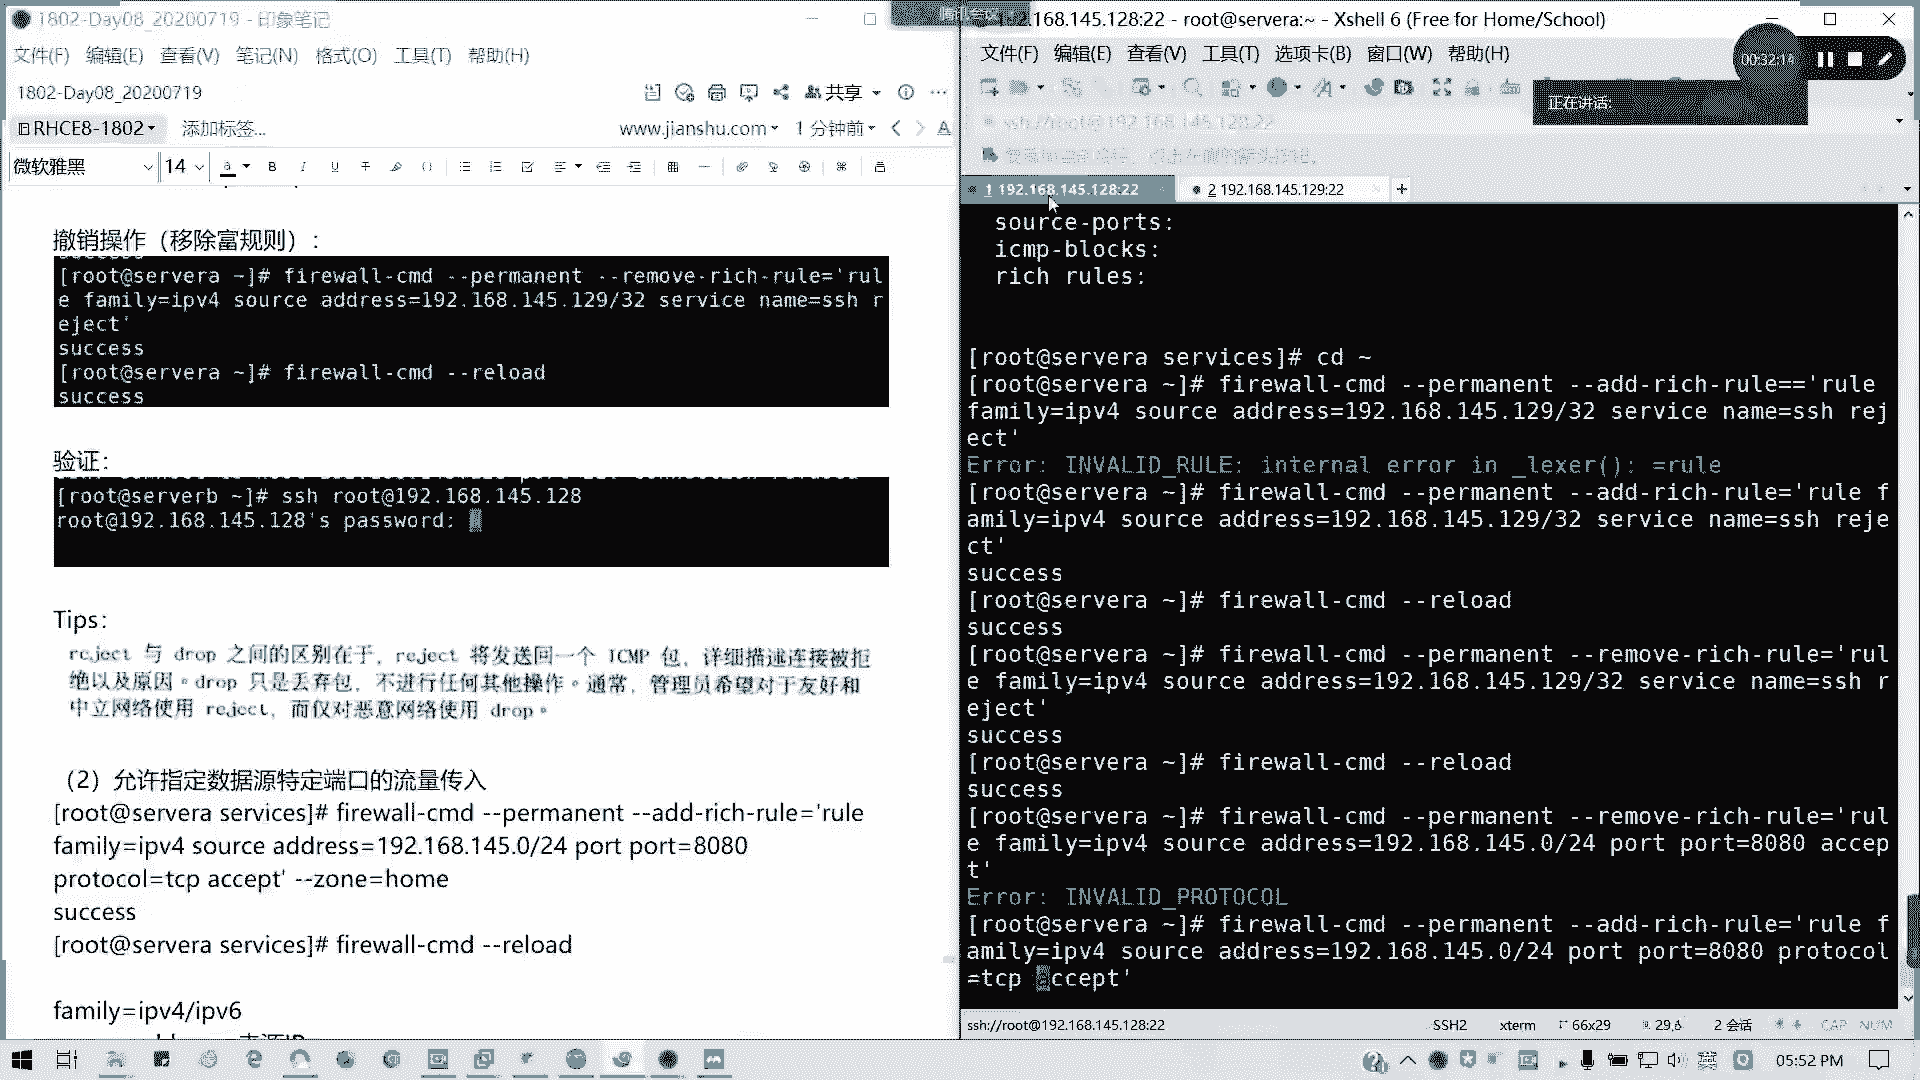 1802-Day08_20200719 - 印象笔记
文件(F) 编辑(E) 查看(V) 笔记(N) 格式(O) 工具(T) 帮助(H)
1802-Day08_20200719
共享
RHCE8-1802
添加标签...
www.jianshu.com
1 分钟前
微软雅黑
14
撤销操作（移除富规则）:
[root@servera ~]# firewall-cmd --permanent --remove-rich-rule='rul
e family=ipv4 source address=192.168.145.129/32 service name=ssh r
eject'
success
[root@servera ~]# firewall-cmd --reload
success
验证:
[root@serverb ~]# ssh root@192.168.145.128
root@192.168.145.128's password:
Tips:
reject 与 drop 之间的区别在于，reject 将发送回一个 ICMP 包，详细描述连接被拒
绝以及原因。drop 只是丢弃包，不进行任何其他操作。通常，管理员希望对于友好和
中立网络使用 reject，而仅对恶意网络使用 drop。
（2）允许指定数据源特定端口的流量传入
[root@servera services]# firewall-cmd --permanent --add-rich-rule='rule
family=ipv4 source address=192.168.145.0/24 port port=8080
protocol=tcp accept' --zone=home
success
[root@servera services]# firewall-cmd --reload
family=ipv4/ipv6
192.168.145.128:22 - root@servera:~ - Xshell 6 (Free for Home/School)
文件(F) 编辑(E) 查看(V) 工具(T) 选项卡(B) 窗口(W) 帮助(H)
00:32:14
正在讲话:
ssh://root@192.168.145.128:22
1 192.168.145.128:22
2 192.168.145.129:22
source-ports:
icmp-blocks:
rich rules:
[root@servera services]# cd ~
[root@servera ~]# firewall-cmd --permanent --add-rich-rule=='rule
family=ipv4 source address=192.168.145.129/32 service name=ssh rej
ect'
Error: INVALID_RULE: internal error in _lexer(): =rule
[root@servera ~]# firewall-cmd --permanent --add-rich-rule='rule f
amily=ipv4 source address=192.168.145.129/32 service name=ssh reje
ct'
success
[root@servera ~]# firewall-cmd --reload
success
[root@servera ~]# firewall-cmd --permanent --remove-rich-rule='rul
e family=ipv4 source address=192.168.145.129/32 service name=ssh r
eject'
success
[root@servera ~]# firewall-cmd --reload
success
[root@servera ~]# firewall-cmd --permanent --remove-rich-rule='rul
e family=ipv4 source address=192.168.145.0/24 port port=8080 accep
t'
Error: INVALID_PROTOCOL
[root@servera ~]# firewall-cmd --permanent --add-rich-rule='rule f
amily=ipv4 source address=192.168.145.0/24 port port=8080 protocol
=tcp accept'
ssh://root@192.168.145.128:22
SSH2
xterm
66x29
29,6
2 会话
CAP NUM
英
05:52 PM